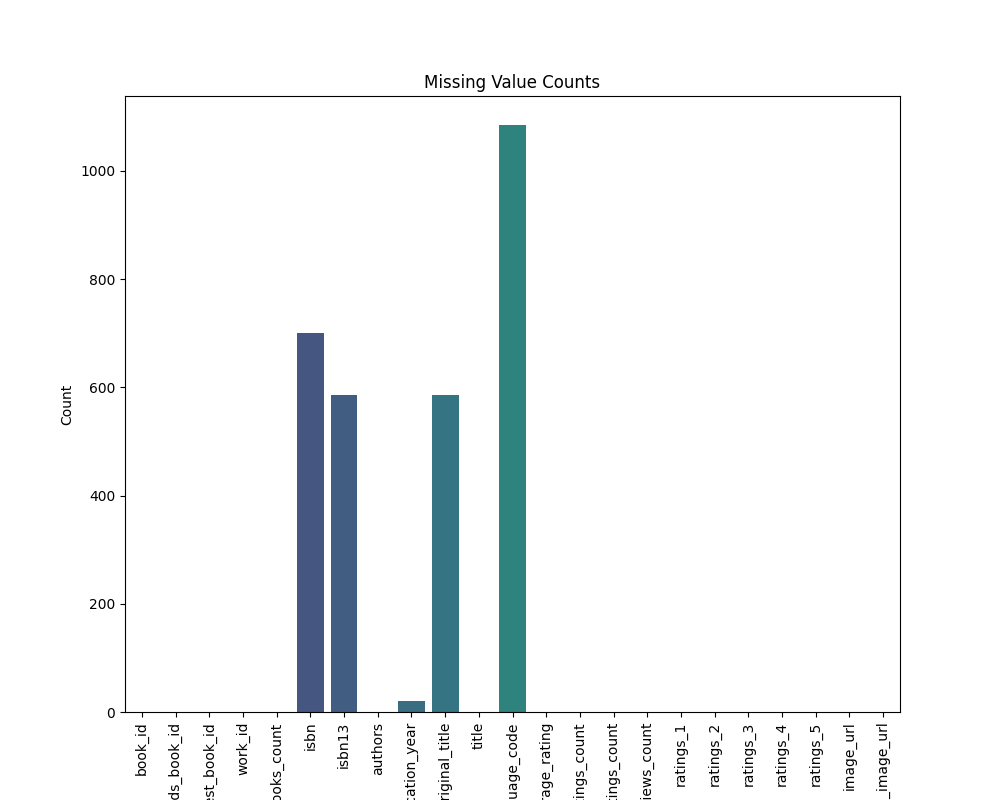 Missing Value Counts
1000
800
600
400
200
0
Count
book_id
ds_book_id
est_book_id
work_id
ooks_count
isbn
isbn13
authors
cation_year
riginal_title
title
uage_code
rage_rating
tings_count
tings_count
iews_count
ratings_1
ratings_2
ratings_3
ratings_4
ratings_5
image_url
_image_url